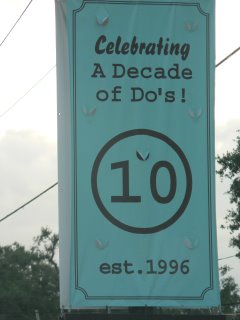 Celebrating
A Decade
of Do's!
10
est.1996